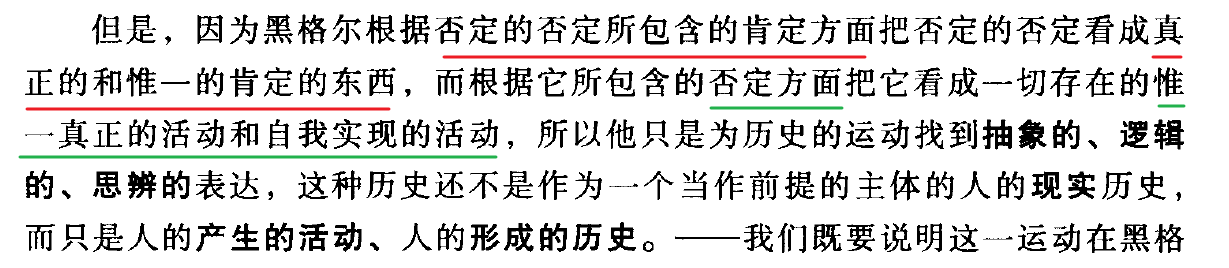 但是，因为黑格尔根据否定的否定所包含的肯定方面把否定的否定看成真
正的和惟一的肯定的东西，而根据它所包含的否定方面把它看成一切存在的惟
一真正的活动和自我实现的活动，所以他只是为历史的运动找到抽象的、逻辑
的、思辨的表达，这种历史还不是作为一个当作前提的主体的人的现实历史，
而只是人的产生的活动、人的形成的历史。——我们既要说明这一运动在黑格